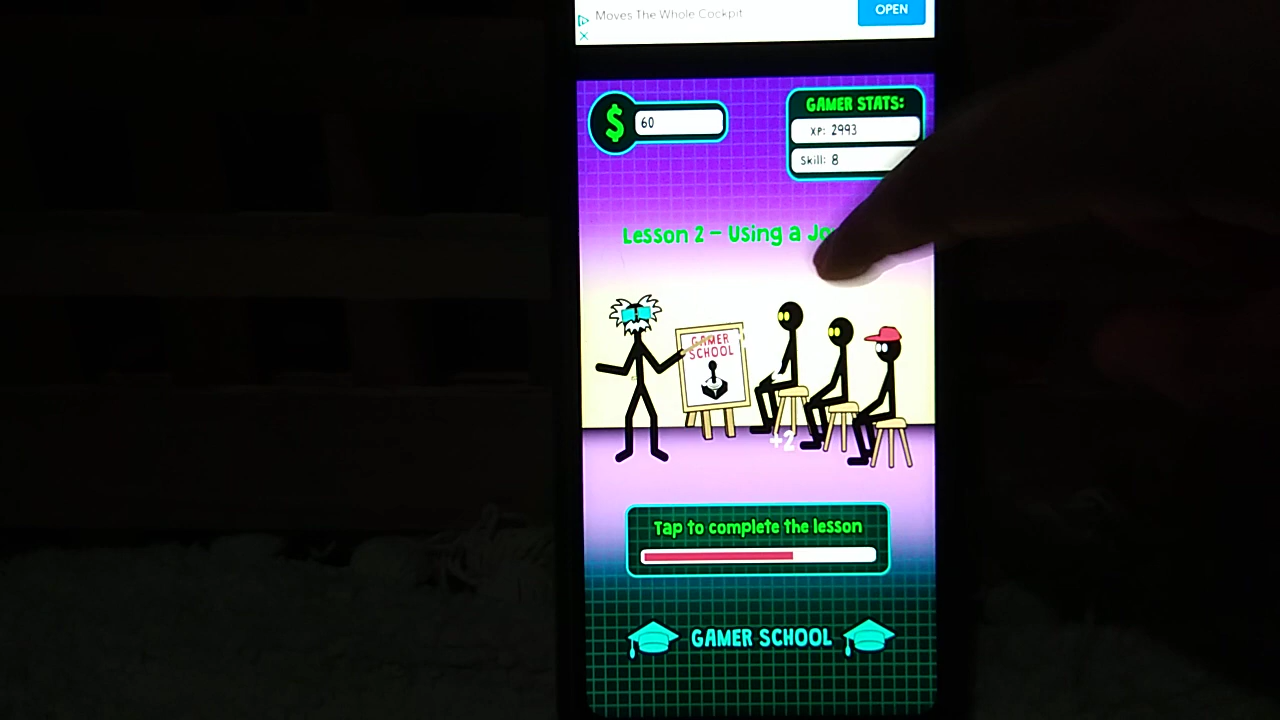 Moves The Whole Cockpit
OPEN
$
60
GAMER STATS:
XP: 2993
Skill: 8
Lesson 2 - Using a
GAMER
SCHOOL
+2
Tap to complete the lesson
GAMER SCHOOL